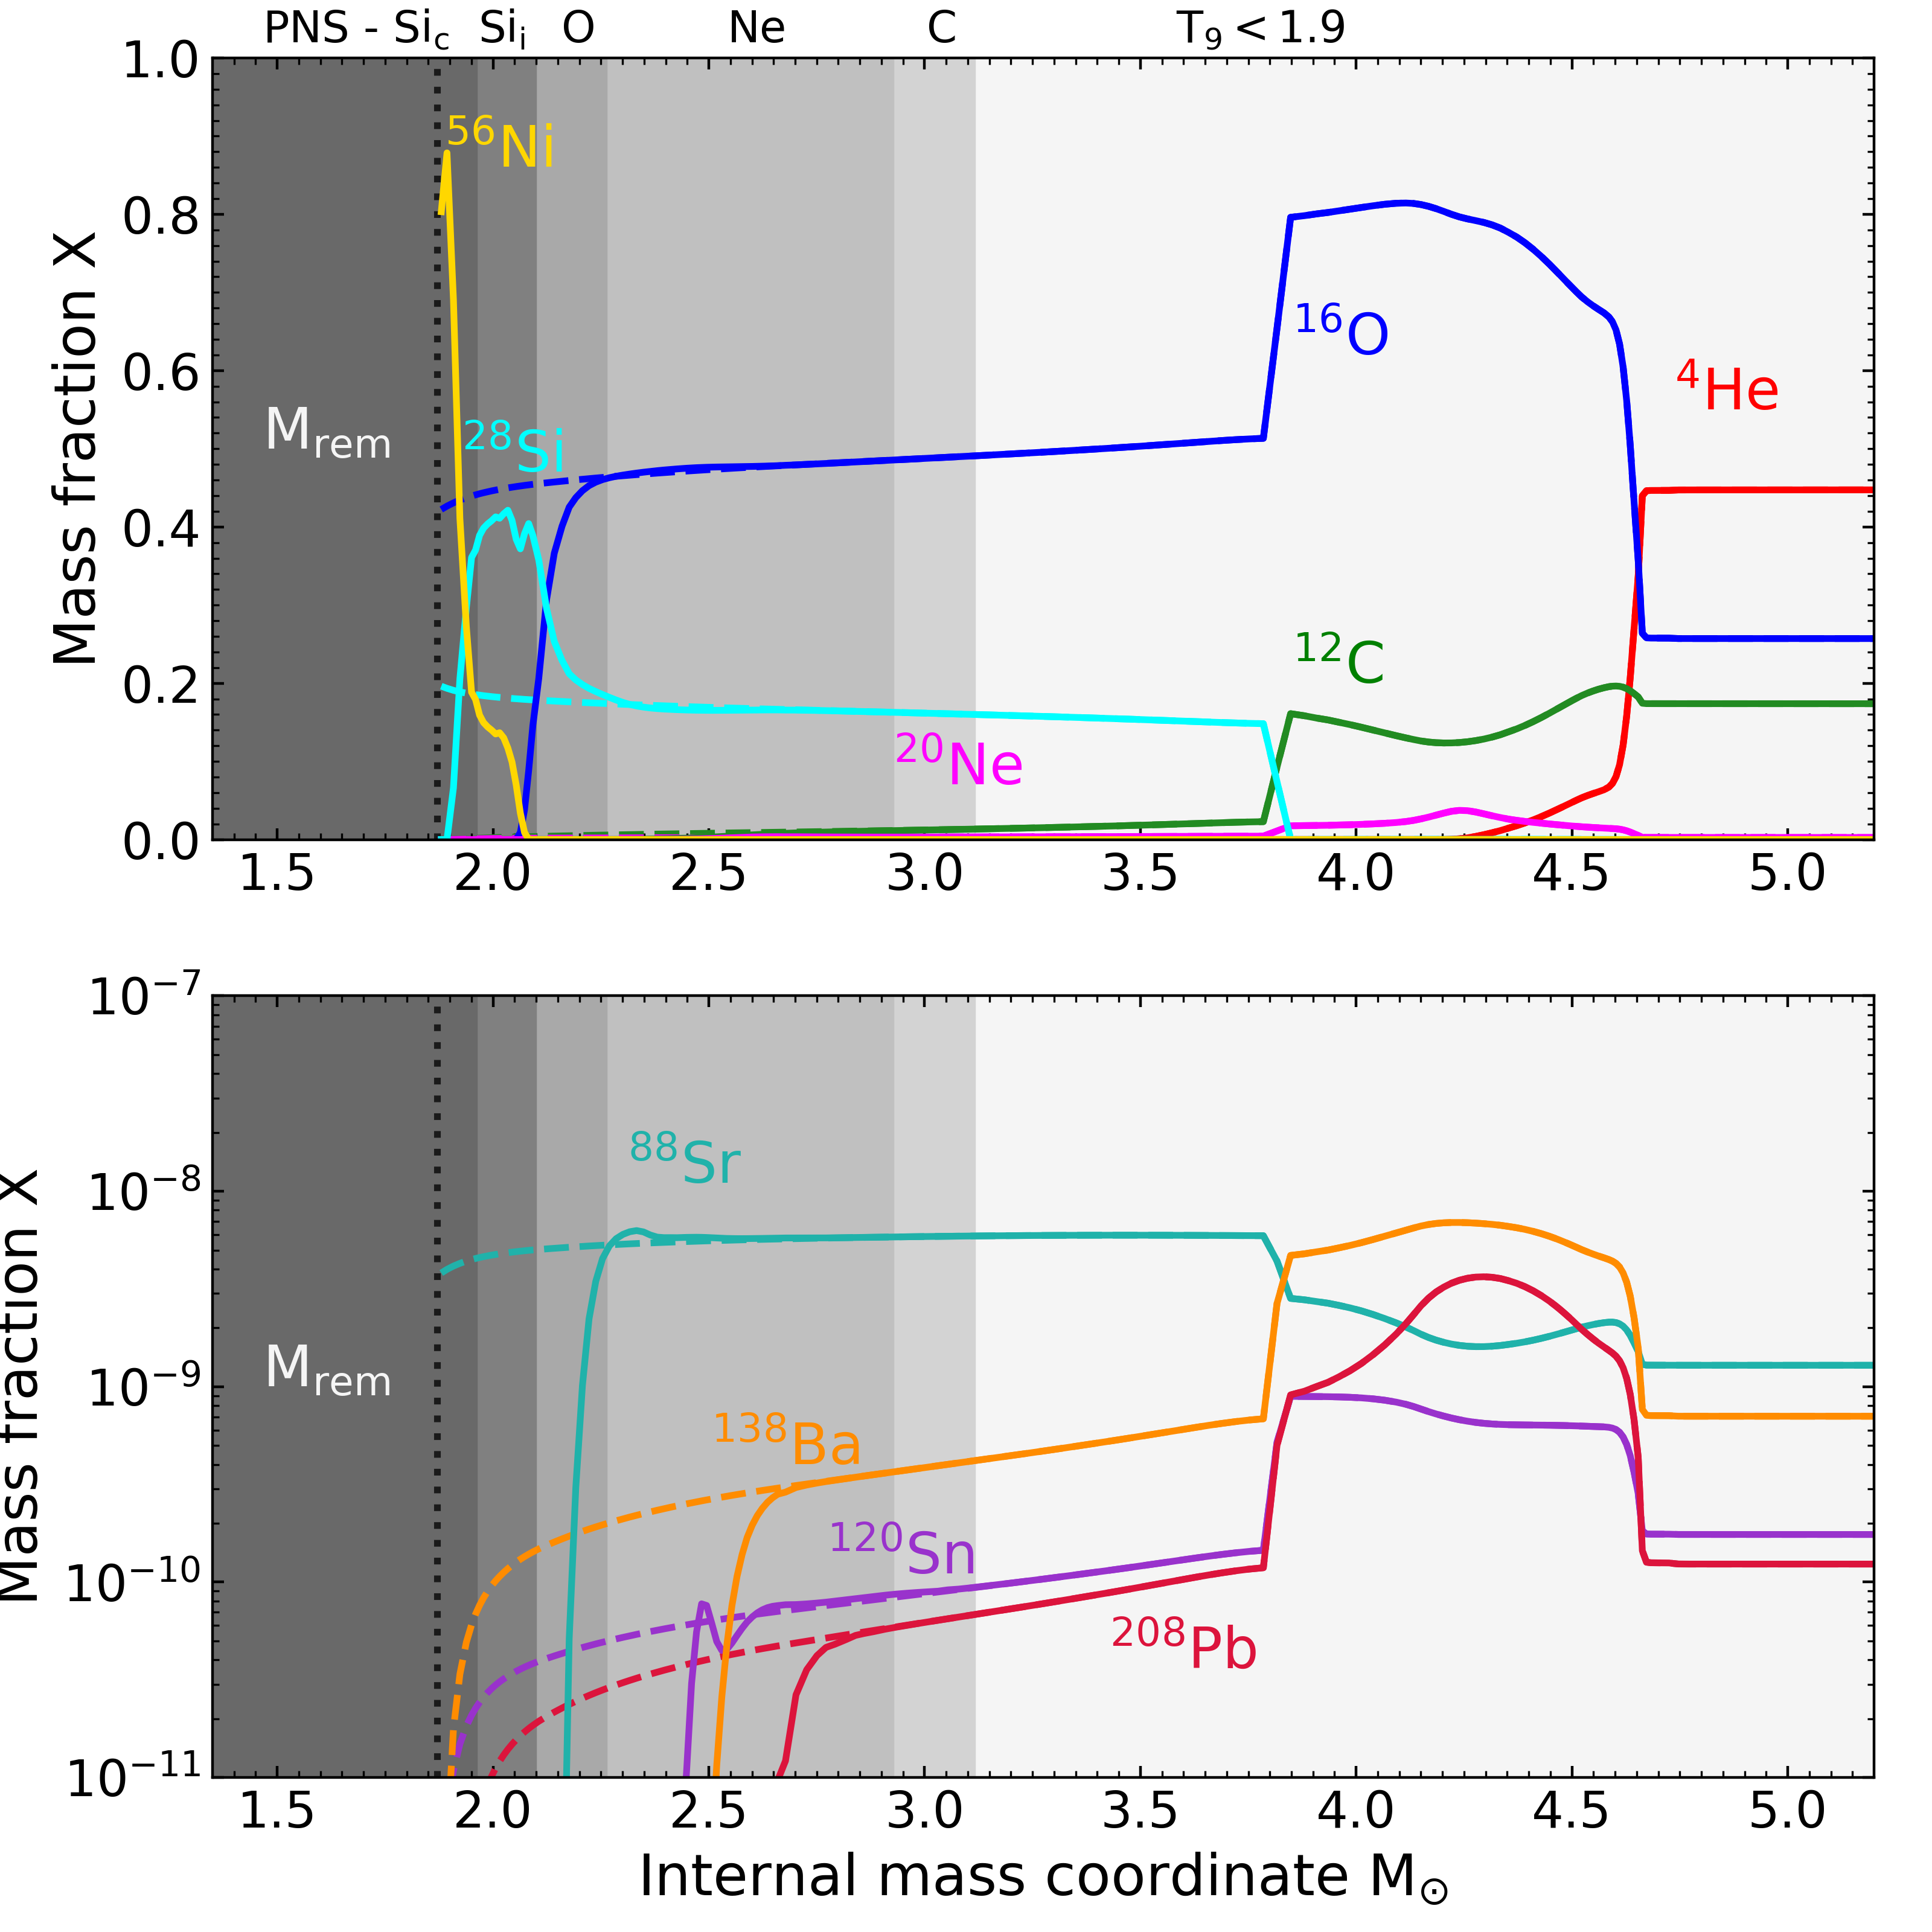 PNS - Si_c Si_i O Ne C T_9 < 1.9
1.0
0.8
0.6
0.4
0.2
0.0
Mass fraction X
^56Ni
^28Si
M_rem
^16O
^4He
^12C
^20Ne
1.5 2.0 2.5 3.0 3.5 4.0 4.5 5.0
10^−7
10^−8
10^−9
10^−10
10^−11
Mass fraction X
^88Sr
M_rem
^138Ba
^120Sn
^208Pb
1.5 2.0 2.5 3.0 3.5 4.0 4.5 5.0
Internal mass coordinate M_⊙